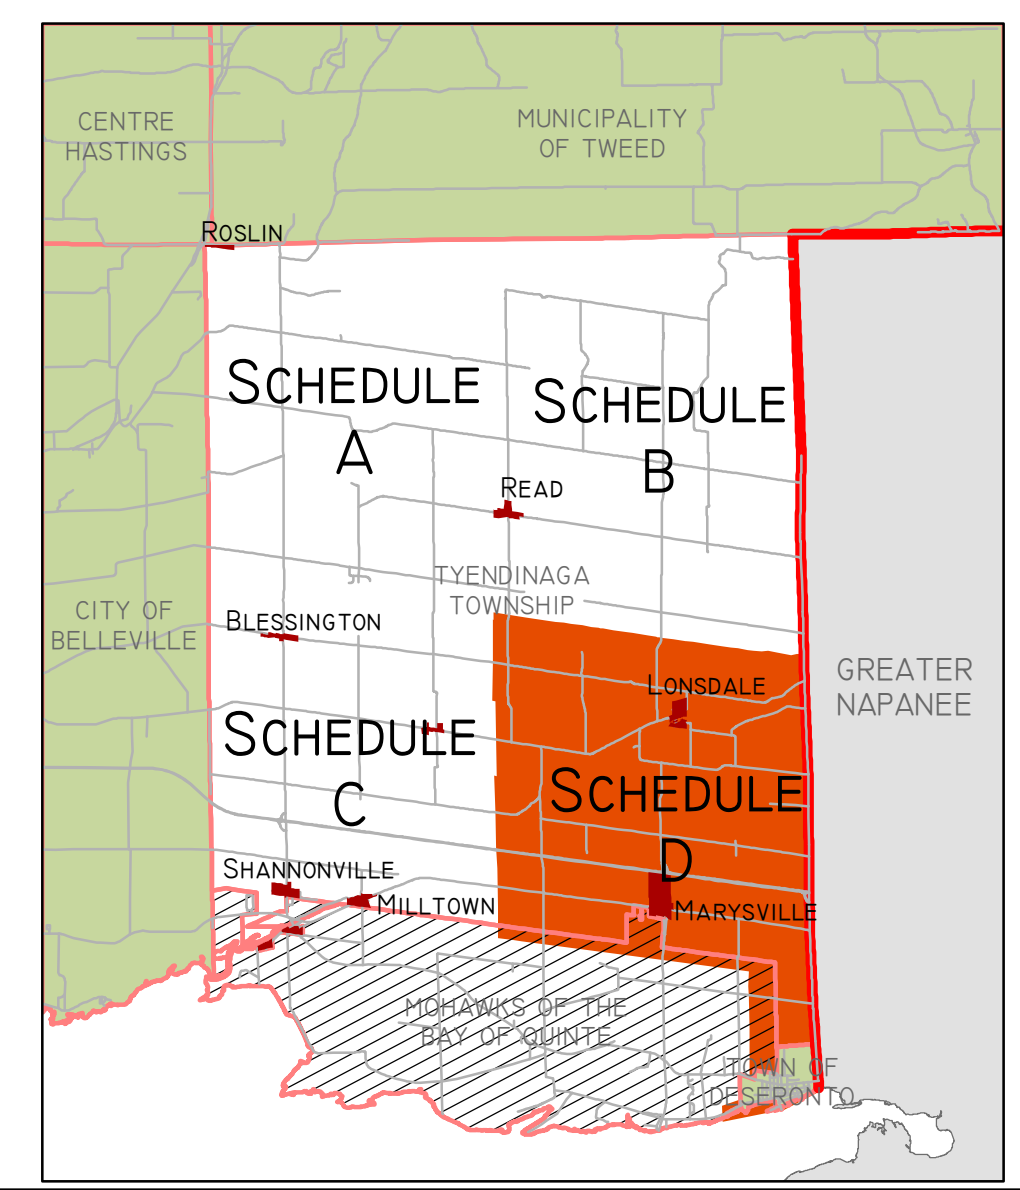 CENTRE
HASTINGS
MUNICIPALITY
OF TWEED
ROSLIN
SCHEDULE
A
SCHEDULE
B
READ
TYENDINAGA
TOWNSHIP
CITY OF
BELLEVILLE
BLESSINGTON
GREATER
NAPANEE
LONSDALE
SCHEDULE
C
SCHEDULE
D
SHANNONVILLE
MILLTOWN
MARYSVILLE
MOHAWKS OF THE
BAY OF QUINTE
TOWN OF
DESERONTO